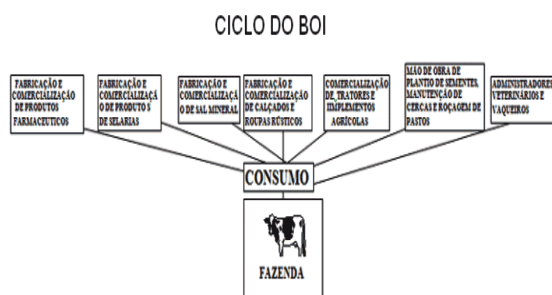 CICLO DO BOI
FABRICAÇÃO E
COMERCIALIZAÇÃO
DE PRODUTOS
FARMACEUTICOS
FABRICAÇÃO E
COMERCIALIZAÇÃ
O DE PRODUTO S
DE SELARIAS
FABRICAÇÃO E
COMERCIALIZAÇÃ
O DE SAL MINERAL
FABRICAÇÃO E
COMERCIALIZAÇÃO
DE CALÇADOS E
ROUPAS RÚSTICOS
COMERCIALIZAÇÃO
DE TRATORES E
IIMPLEMENTOS
AGRÍCOLAS
MÃO DE OBRA DE
PLANTIO DE SEMENTES,
MANUTENÇÃO DE
CERCAS E ROÇAGEM DE
PASTOS
ADMINISTRADORES
VETERINÁRIOS E
VAQUEIROS
CONSUMO
FAZENDA